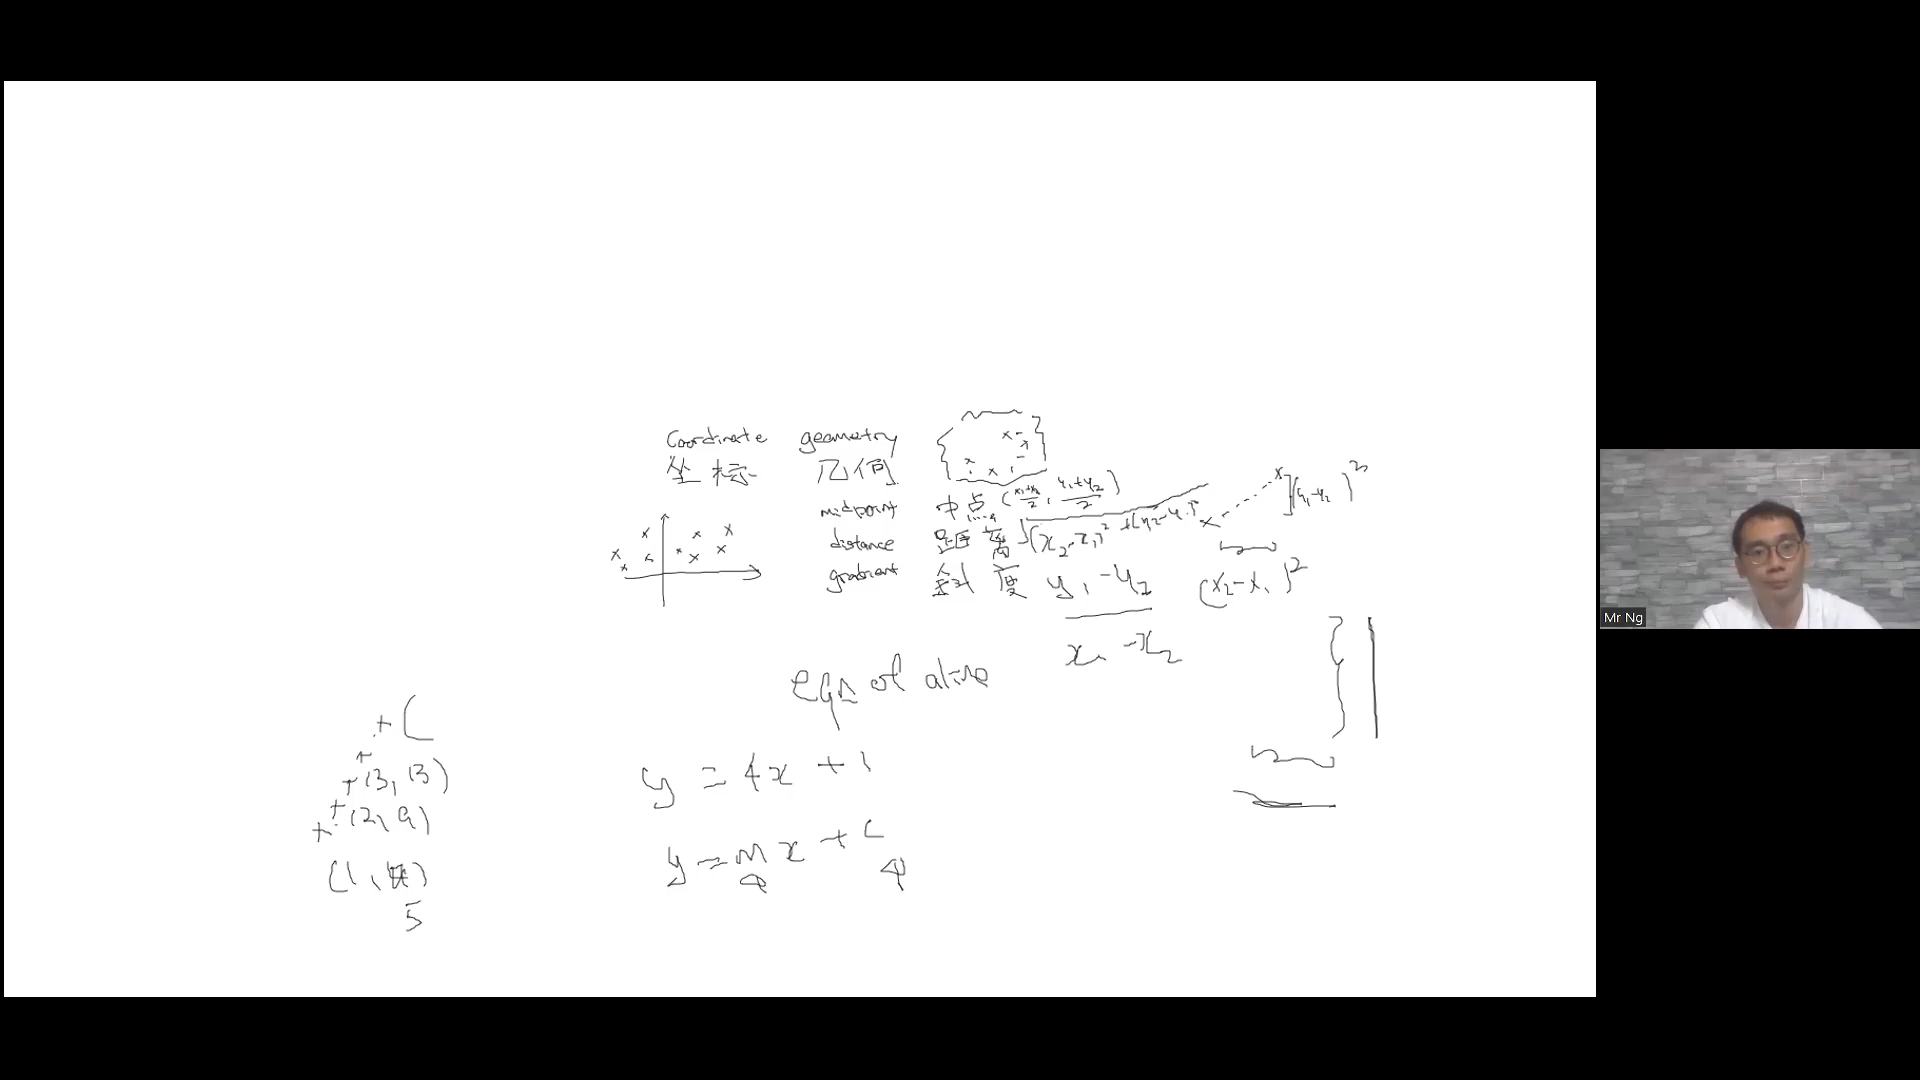 Coordinate geometry
坐标 几何
midpoint 中点 (x₁+x₂/2, y₁+y₂/2)
distance 距离 √(x₂-x₁)²+(y₂-y₁)² (y₁-y₂)²
gradient 斜度 y₁-y₂/x₁-x₂ (x₂-x₁)²
eqn of a line
y = 4x + 1
y = mx + c
(3, 13)
(2, 9)
(1, )
5
Mr Ng